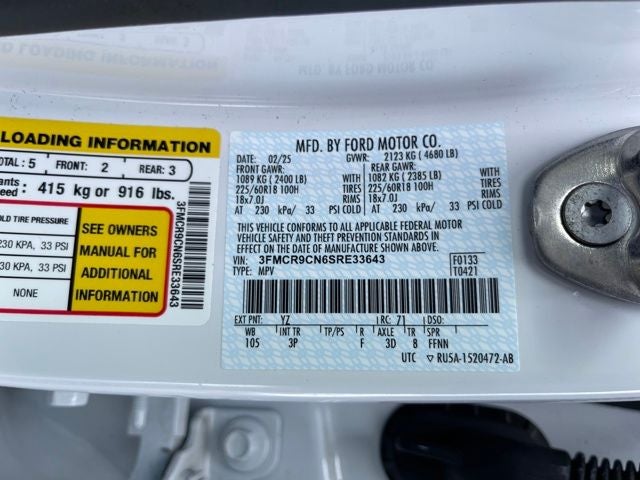 LOADING INFORMATION
TOTAL: 5 FRONT: 2 REAR: 3
415 kg or 916 lbs.
TIRE PRESSURE
230 KPA, 33 PSI
30 KPA, 33 PSI
NONE
SEE OWNERS
MANUAL FOR
ADDITIONAL
INFORMATION
3FMCR9CN6SRE33643
MFD. BY FORD MOTOR CO.
DATE: 02/25 GVWR: 2123 KG ( 4680 LB)
FRONT GAWR: REAR GAWR:
1089 KG ( 2400 LB) 1082 KG ( 2385 LB) WITH
225/60R18 100H TIRES 225/60R18 100H TIRES
18x7.0J RIMS 18x7.0J RIMS
AT 230 kPa/ 33 PSI COLD AT 230 kPa/ 33 PSI COLD
THIS VEHICLE CONFORMS TO ALL APPLICABLE FEDERAL MOTOR
VEHICLE SAFETY AND THEFT PREVENTION STANDARDS IN EFFECT ON
THE DATE OF MANUFACTURE SHOWN ABOVE.
VIN: 3FMCR9CN6SRE33643 F0133
TYPE: MPV T0421
EXT PNT: YZ RC: 71 DSO:
WB INT TR TP/PS R AXLE TR SPR
105 3P F 3D 8 FFNN
UTC RU5A-1520472-AB